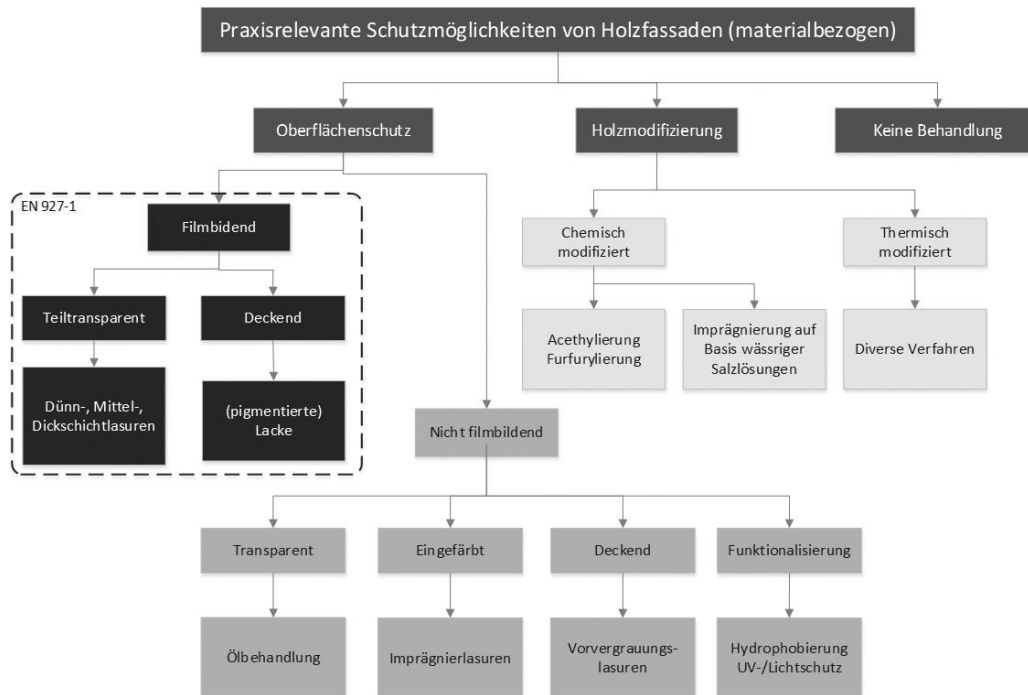 Praxisrelevante Schutzmöglichkeiten von Holzfassaden (materialbezogen)
Oberflächenschutz
Holzmodifizierung
Keine Behandlung
EN 927-1
Filmbidend
Teiltransparent
Deckend
Dünn-, Mittel-,
Dickschichtlasuren
(pigmentierte)
Lacke
Chemisch
modifiziert
Thermisch
modifiziert
Acethylierung
Furfurylierung
Imprägnierung auf
Basis wässriger
Salzlösungen
Diverse Verfahren
Nicht filmbildend
Transparent
Eingefärbt
Deckend
Funktionalisierung
Ölbehandlung
Imprägnierlasuren
Vorvergrauungs-
lasuren
Hydrophobierung
UV-/Lichtschutz